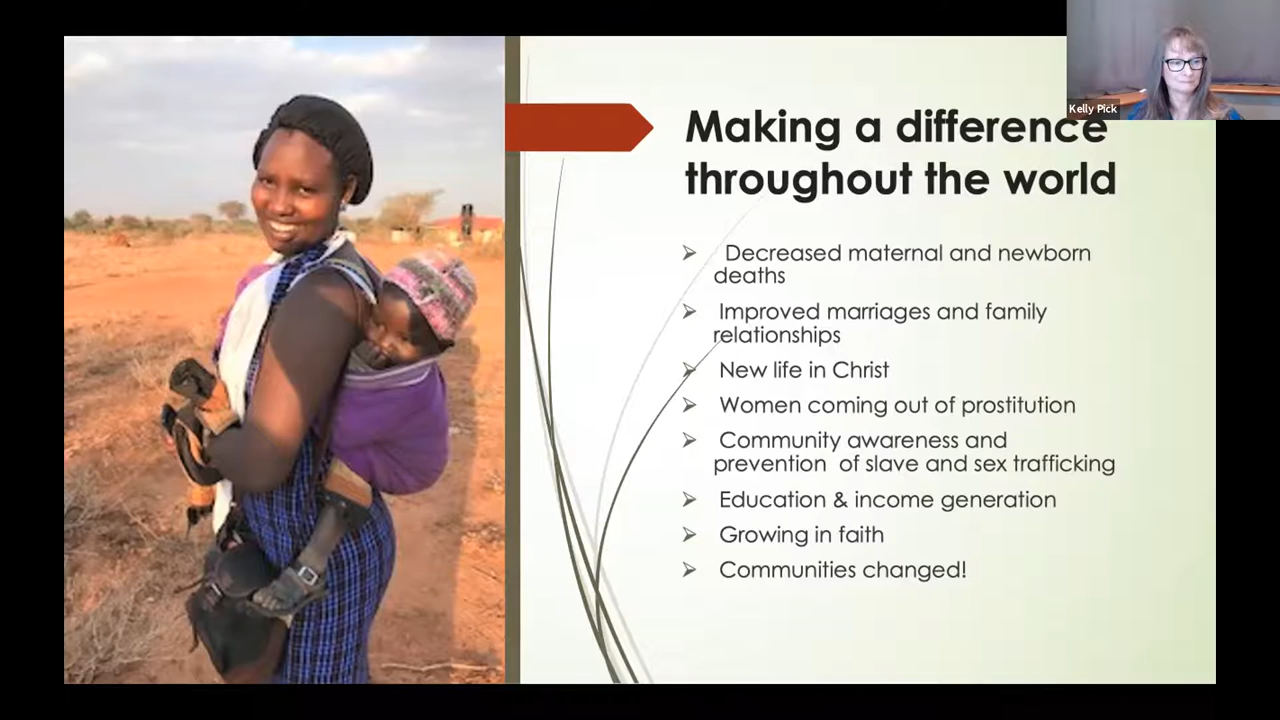 Kelly Pick
Making a difference
throughout the world
Decreased maternal and newborn
deaths
Improved marriages and family
relationships
New life in Christ
Women coming out of prostitution
Community awareness and
prevention of slave and sex trafficking
Education & income generation
Growing in faith
Communities changed!